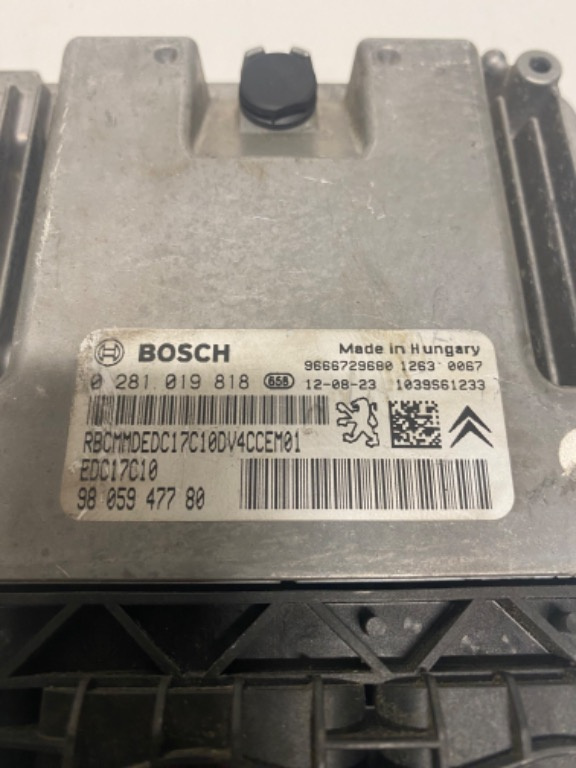 BOSCH
Made in Hungary
9666729680 1263 0067
0 281 019 818 658 12-08-23 1039S61233
RBCMMDEDC17C10DV4CCEM01
EDC17C10
98 059 477 80